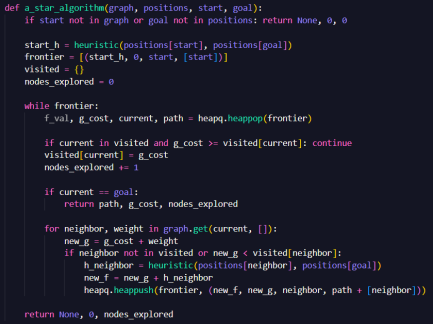 def a_star_algorithm(graph, positions, start, goal):
    if start not in graph or goal not in positions: return None, 0, 0

    start_h = heuristic(positions[start], positions[goal])
    frontier = [(start_h, 0, start, [start])]
    visited = {}
    nodes_explored = 0

    while frontier:
        f_val, g_cost, current, path = heapq.heappop(frontier)

        if current in visited and g_cost >= visited[current]: continue
        visited[current] = g_cost
        nodes_explored += 1

        if current == goal:
            return path, g_cost, nodes_explored

        for neighbor, weight in graph.get(current, []):
            new_g = g_cost + weight
            if neighbor not in visited or new_g < visited[neighbor]:
                h_neighbor = heuristic(positions[neighbor], positions[goal])
                new_f = new_g + h_neighbor
                heapq.heappush(frontier, (new_f, new_g, neighbor, path + [neighbor]))

    return None, 0, nodes_explored